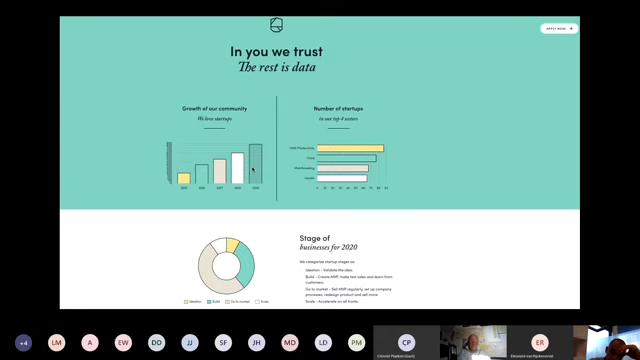 APPLY NOW
In you we trust
The rest is data
Growth of our community
We love startups
Number of startups
in our top 4 sectors
Health
Stage of
businesses for 2020
We categorize startup stages as:
Ideation - Validate the idea.
Build - Create MVP, make test sales and learn from
customers.
Go to market - Sell MVP regularly, set up company
processes, redesign product and sell more.
Scale - Accelerate on all fronts.
Ideation
Build
Go to market
Scale
+4
LM
A
EW
DD
JJ
SF
JH
MD
LD
PM
CP
ER